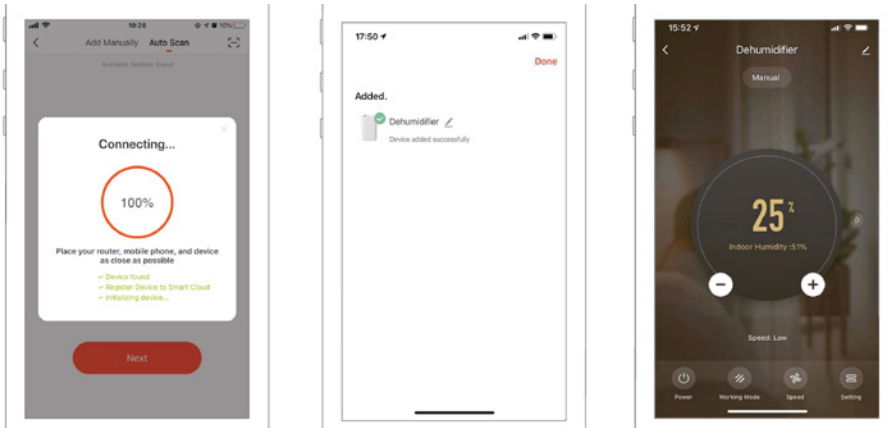 10:26
10%
Add Manually Auto Scan
Available devices found
Connecting...
100%
Place your router, mobile phone, and device
as close as possible
✓ Device found
✓ Register Device to Smart Cloud
✓ Initializing device...
Next
17:50
Done
Added.
Dehumidifier
Device added successfully
15:52
Dehumidifier
Manual
25%
Indoor Humidity :51%
Speed: Low
Power Working Mode Speed Setting